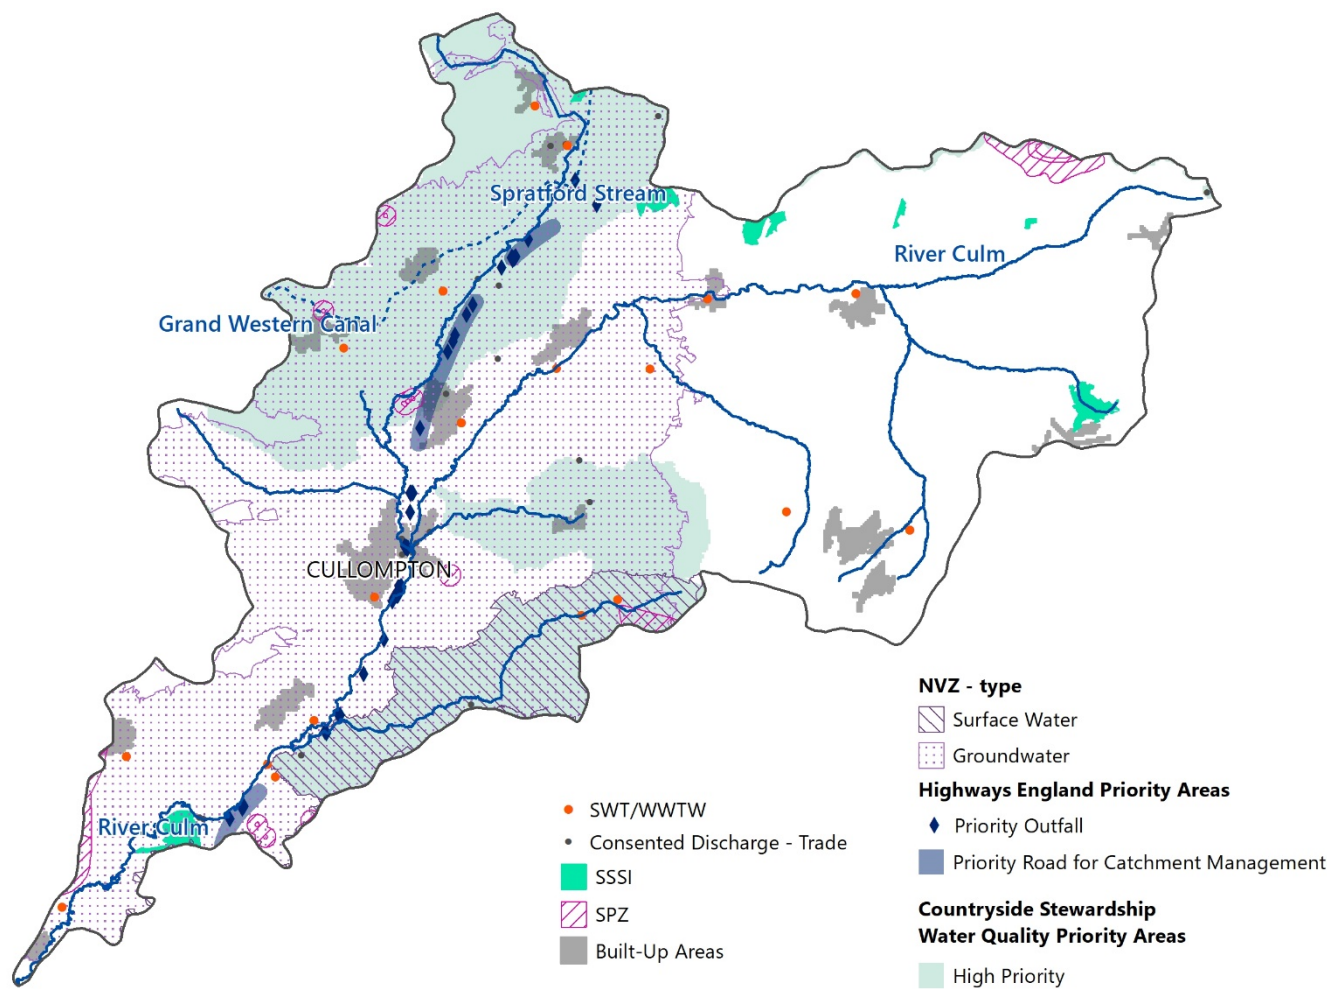 Spratford Stream
River Culm
Grand Western Canal
CULLOMPTON
River Culm
SWT/WWTW
Consented Discharge - Trade
SSSI
SPZ
Built-Up Areas
NVZ - type
Surface Water
Groundwater
Highways England Priority Areas
Priority Outfall
Priority Road for Catchment Management
Countryside Stewardship
Water Quality Priority Areas
High Priority